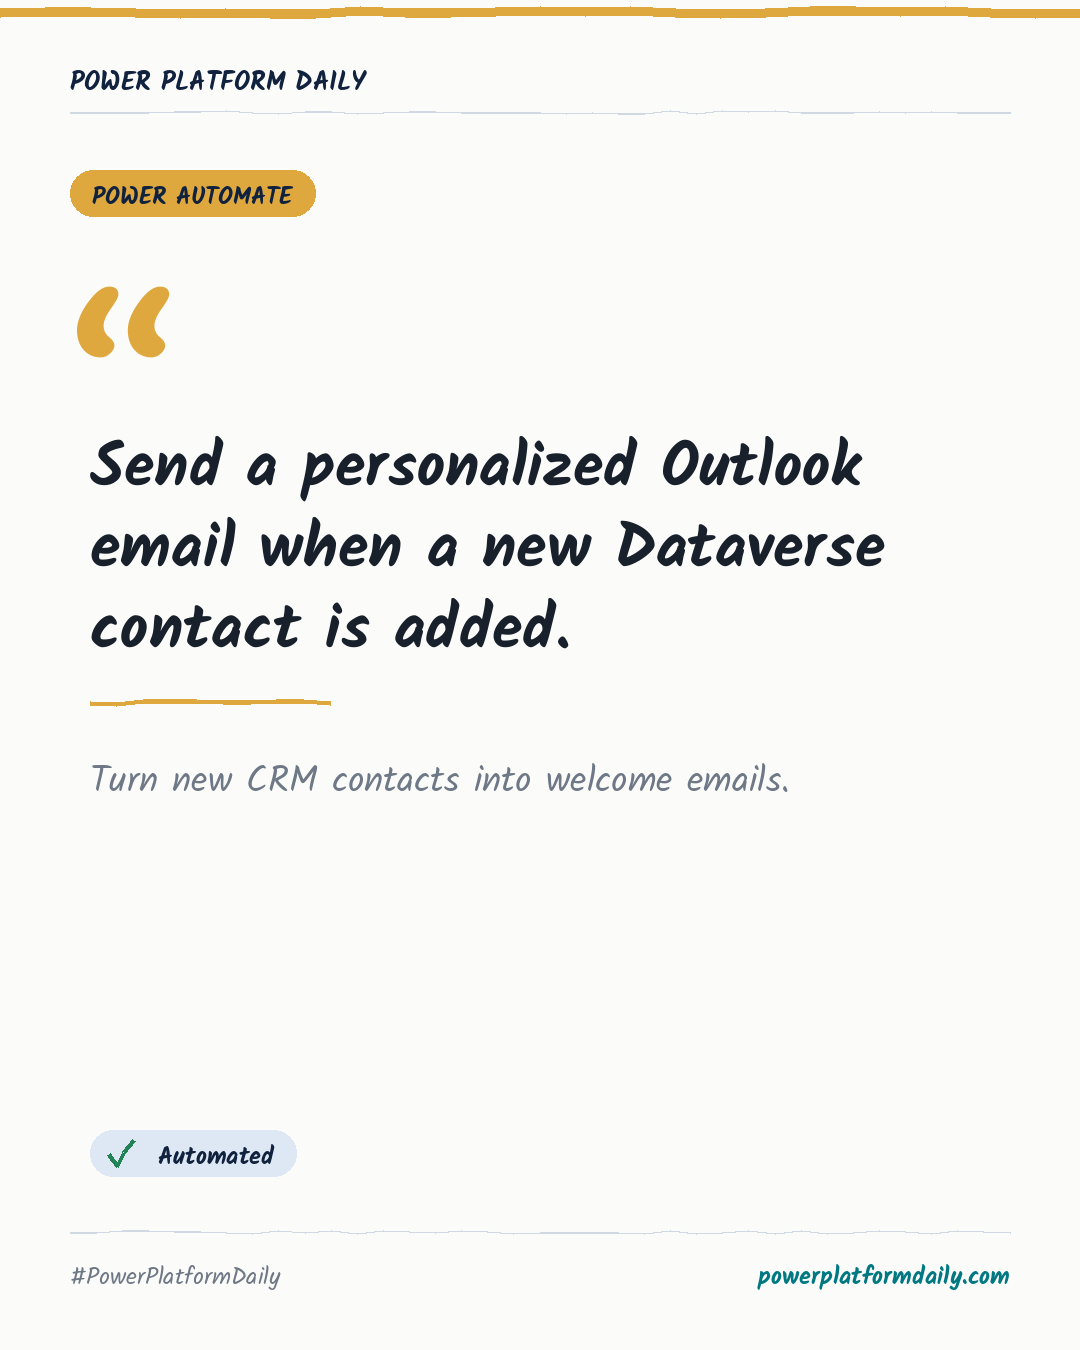 POWER PLATFORM DAILY
POWER AUTOMATE
“
Send a personalized Outlook
email when a new Dataverse
contact is added.
Turn new CRM contacts into welcome emails.
✓ Automated
#PowerPlatformDaily
powerplatformdaily.com